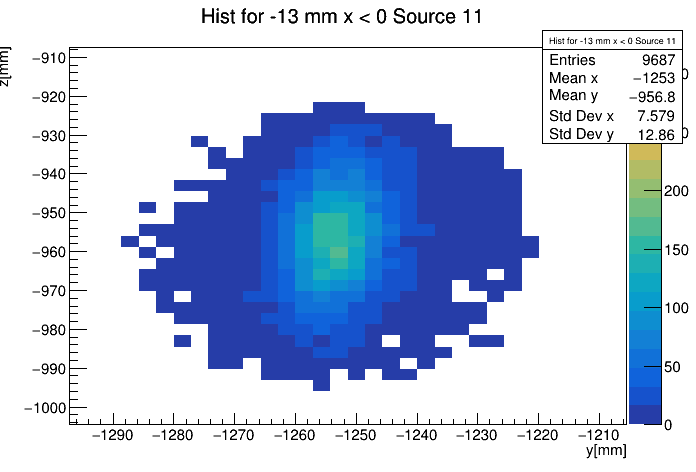 Hist for -13 mm x < 0 Source 11
Hist for -13 mm x < 0 Source 11
Entries 9687
Mean x −1253
Mean y −956.8
Std Dev x 7.579
Std Dev y 12.86
z[mm]
−910
−920
−930
−940
−950
−960
−970
−980
−990
−1000
200
150
100
50
0
−1290 −1280 −1270 −1260 −1250 −1240 −1230 −1220 −1210
y[mm]